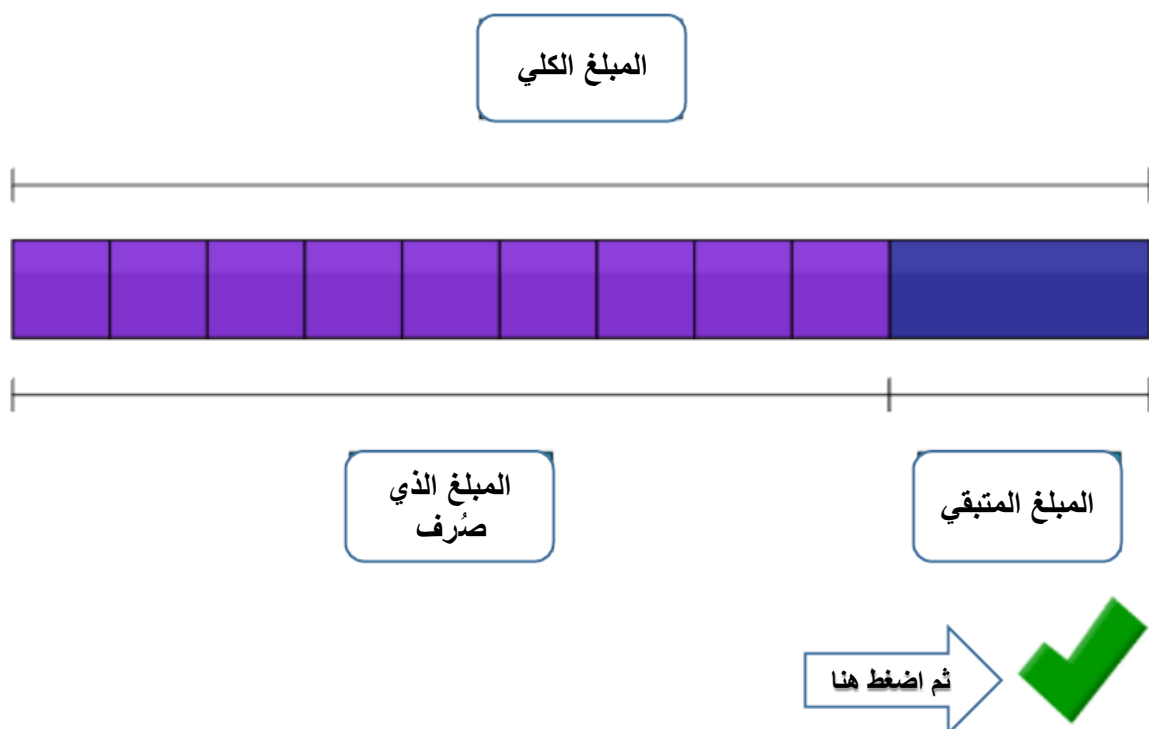 المبلغ الكلي
المبلغ الذي
صُرف
المبلغ المتبقي
ثم اضغط هنا